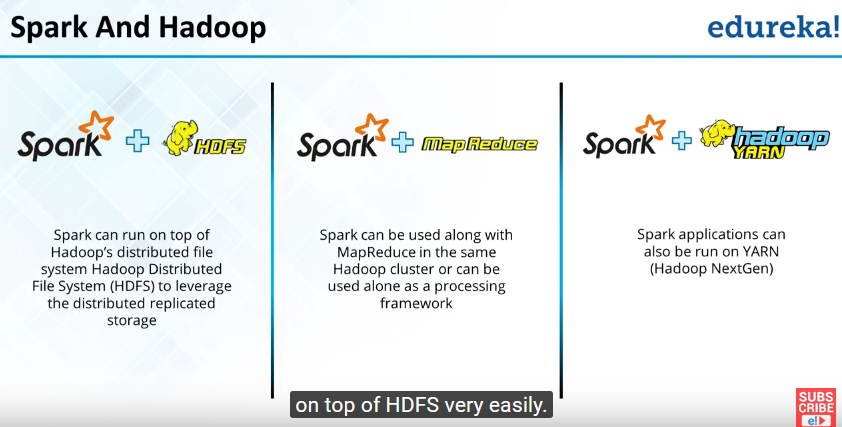 Spark And Hadoop
edureka!
Spark + HDFS
Spark can run on top of
Hadoop's distributed file
system Hadoop Distributed
File System (HDFS) to leverage
the distributed replicated
storage
Spark + Map Reduce
Spark can be used along with
MapReduce in the same
Hadoop cluster or can be
used alone as a processing
framework
Spark + hadoop
YARN
Spark applications can
also be run on YARN
(Hadoop NextGen)
on top of HDFS very easily.
SUBS
CRIBE
e!